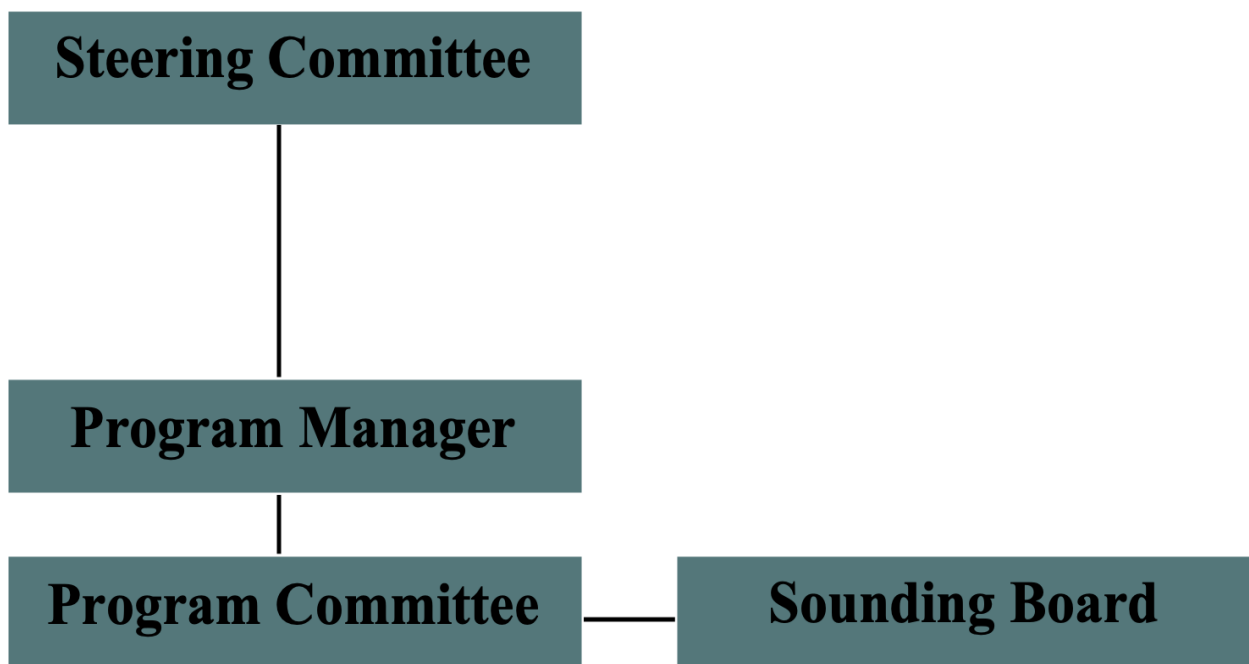 Steering Committee
Program Manager
Program Committee
Sounding Board